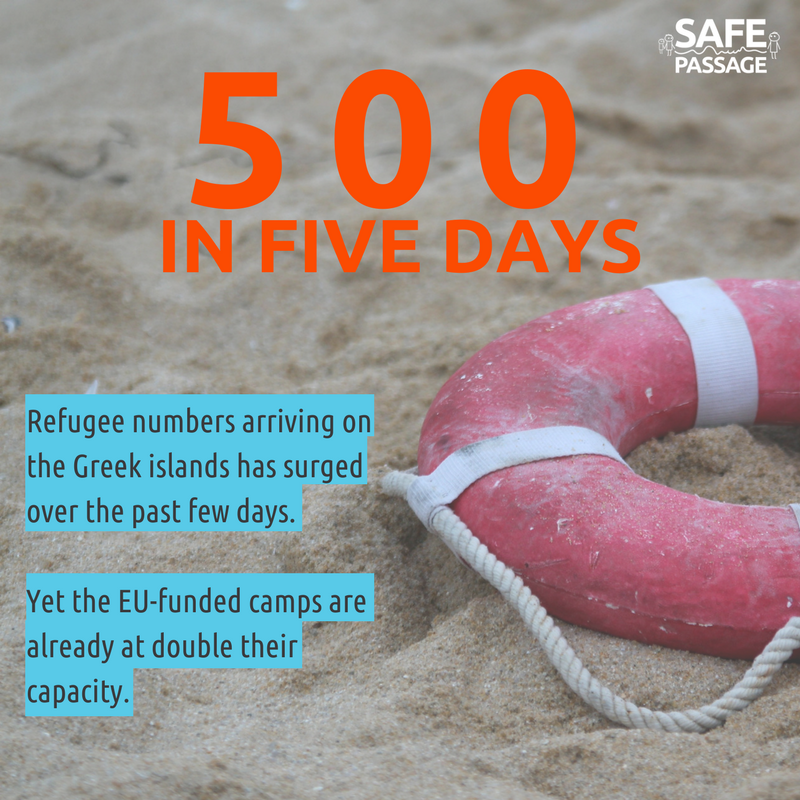 SAFE
PASSAGE
500
IN FIVE DAYS
Refugee numbers arriving on
the Greek islands has surged
over the past few days.
Yet the EU-funded camps are
already at double their
capacity.